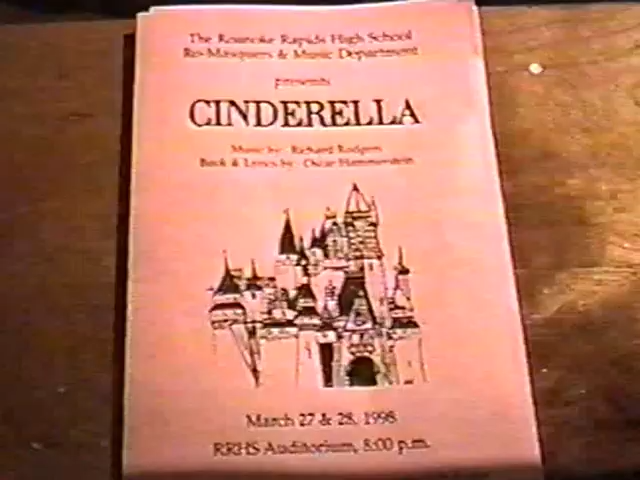 The Roanoke Rapids High School
Ro-Masquers & Music Department
presents
CINDERELLA
Music by: Richard Rodgers
Book & Lyrics by: Oscar Hammerstein
March 27 & 28, 1998
RRHS Auditorium, 8:00 p.m.